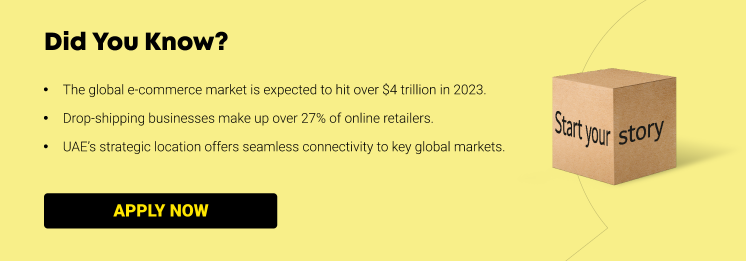 Did You Know?
• The global e-commerce market is expected to hit over $4 trillion in 2023.
• Drop-shipping businesses make up over 27% of online retailers.
• UAE's strategic location offers seamless connectivity to key global markets.
Start your story
APPLY NOW